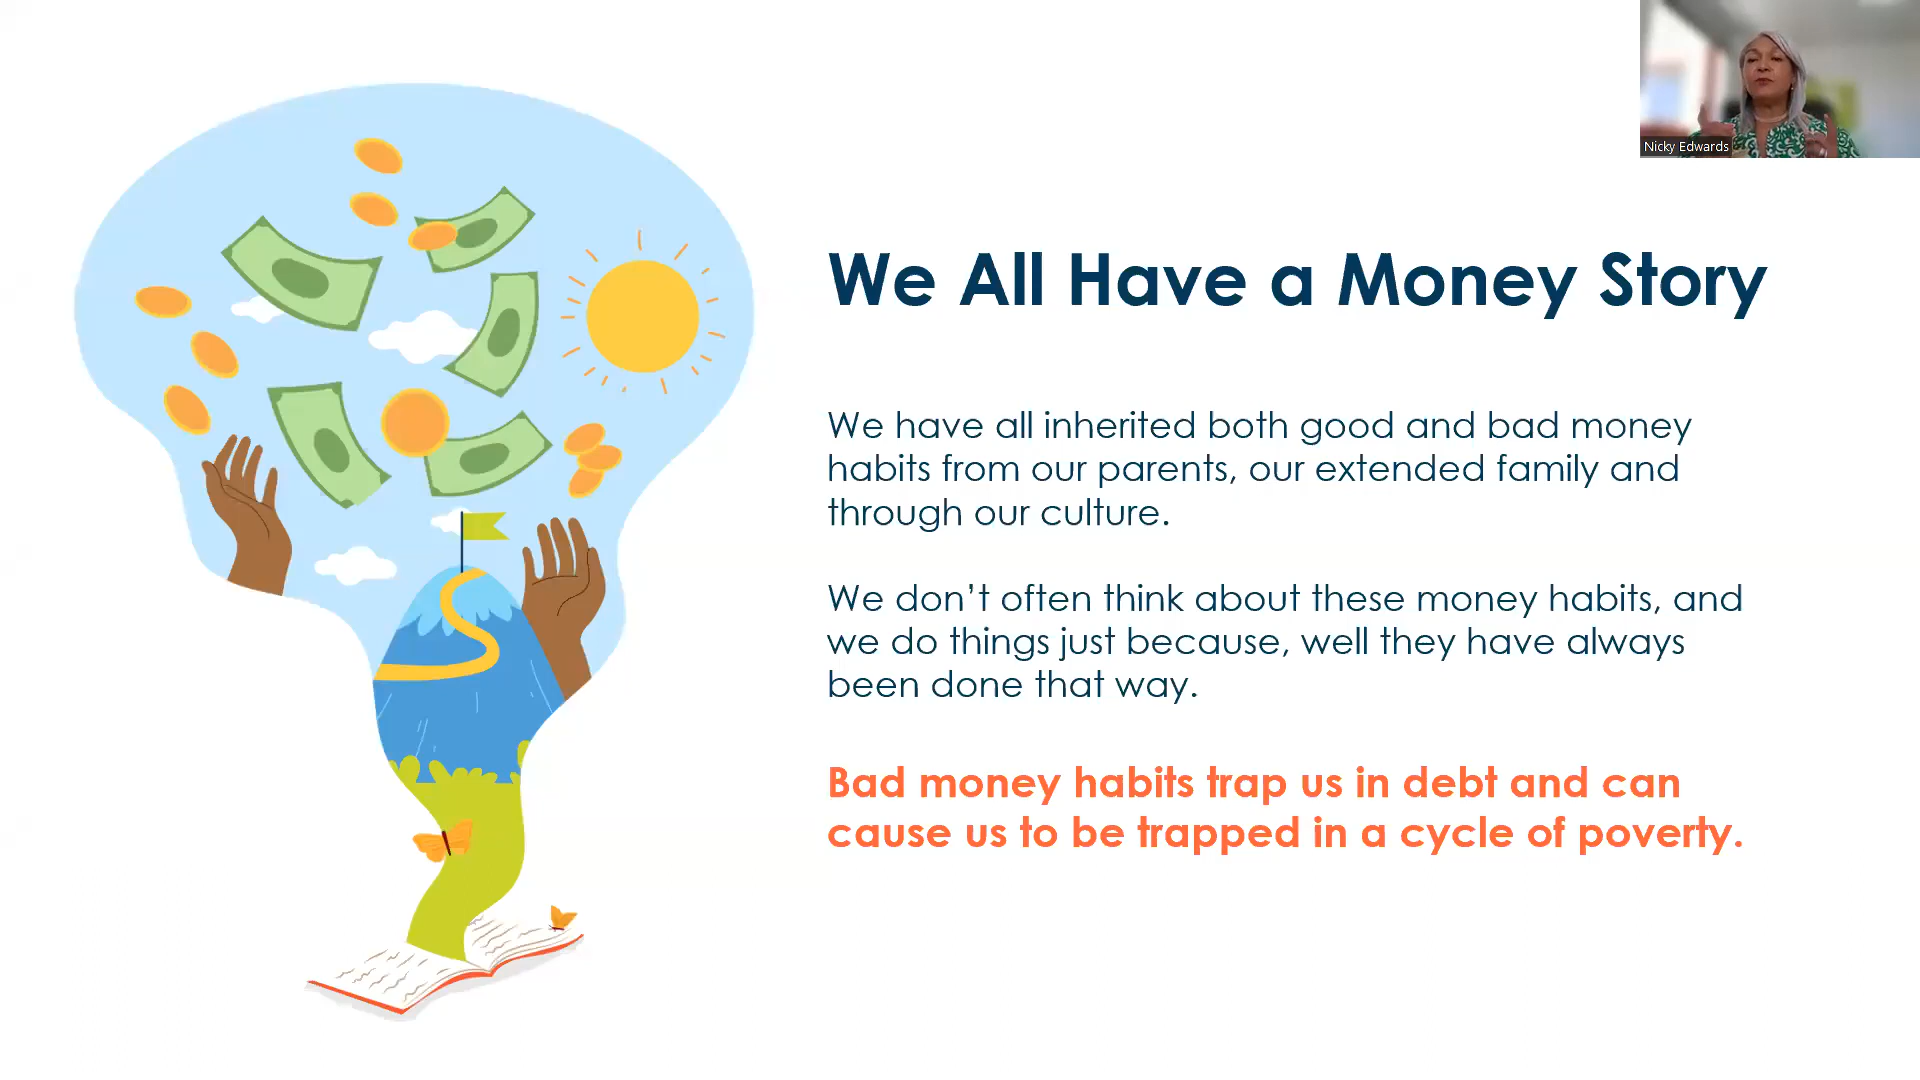 Nicky Edwards
We All Have a Money Story
We have all inherited both good and bad money
habits from our parents, our extended family and
through our culture.
We don’t often think about these money habits, and
we do things just because, well they have always
been done that way.
Bad money habits trap us in debt and can
cause us to be trapped in a cycle of poverty.